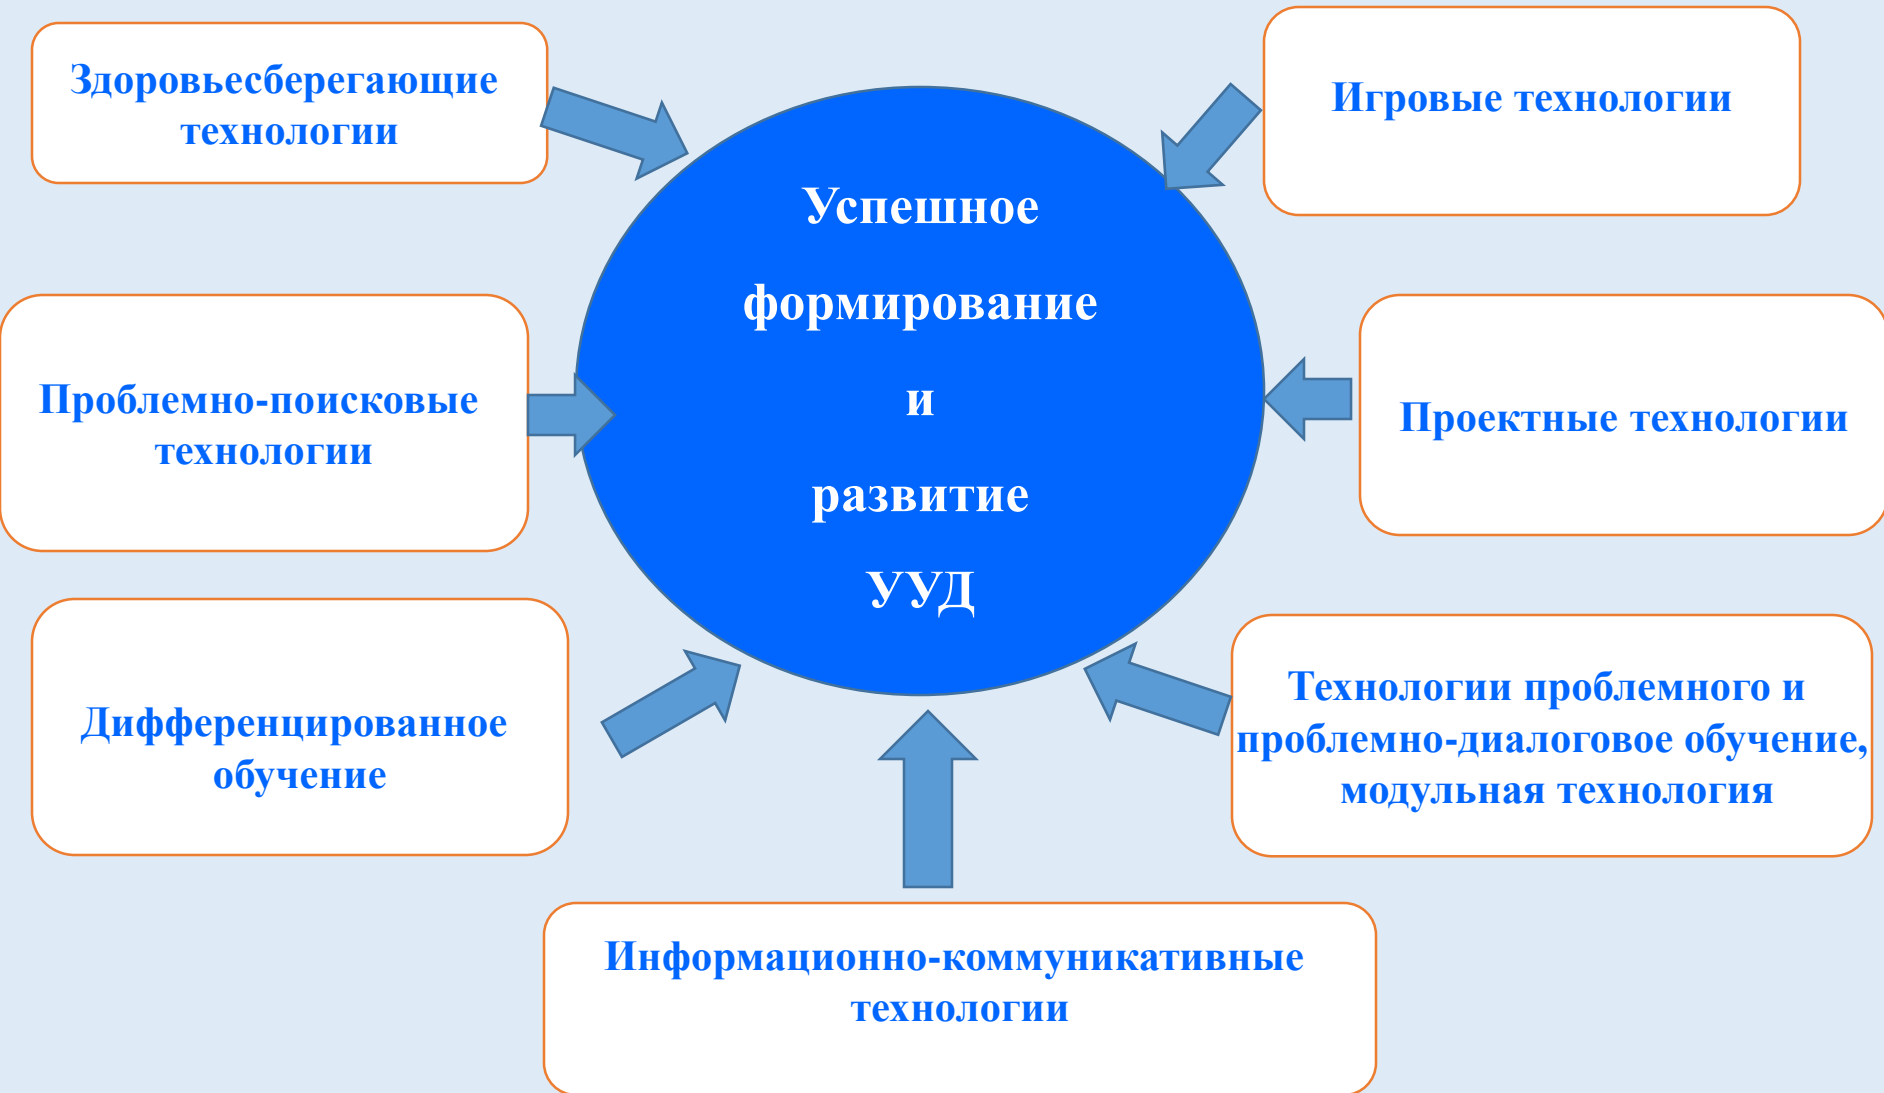 Здоровьесберегающие
технологии
Игровые технологии
Успешное
формирование
и
развитие
УУД
Проблемно-поисковые
технологии
Проектные технологии
Дифференцированное
обучение
Технологии проблемного и
проблемно-диалоговое обучение,
модульная технология
Информационно-коммуникативные
технологии